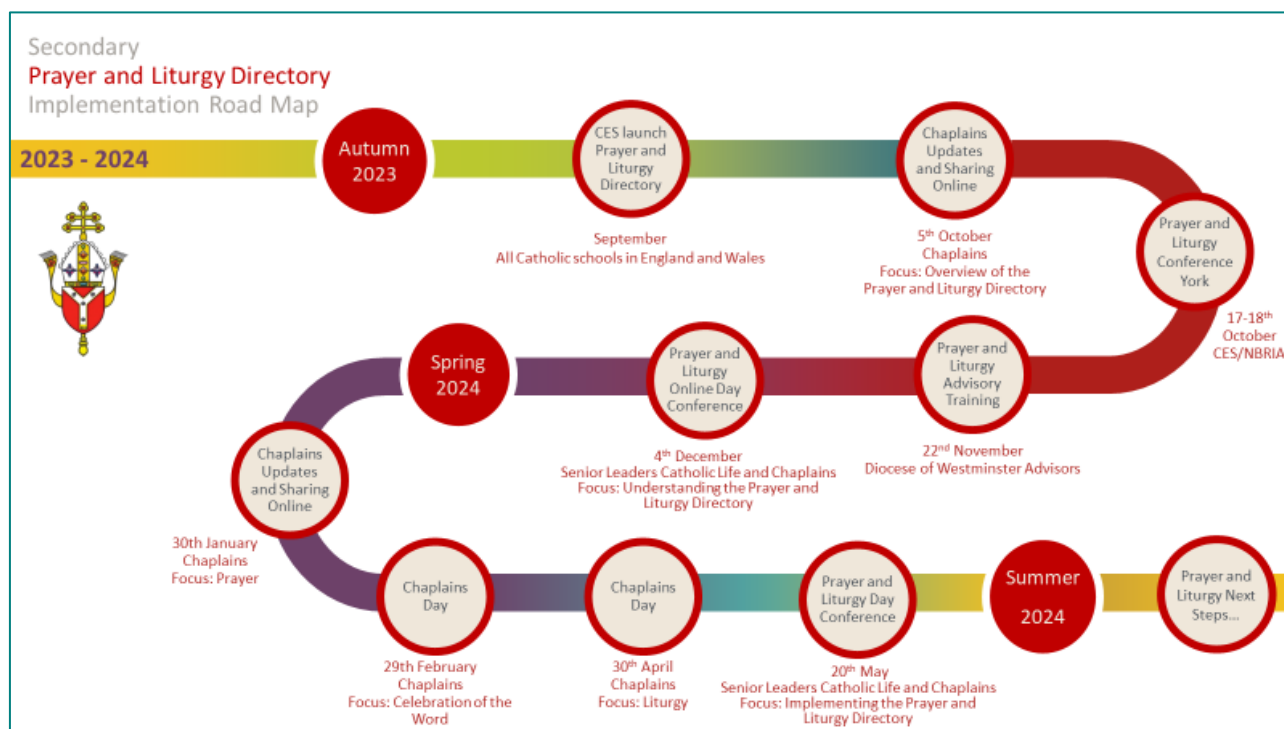 Secondary
Prayer and Liturgy Directory
Implementation Road Map
2023 - 2024
Autumn
2023
CES launch
Prayer and
Liturgy
Directory
September
All Catholic schools in England and Wales
Chaplains
Updates
and Sharing
Online
5th October
Chaplains
Focus: Overview of the
Prayer and Liturgy Directory
Prayer and
Liturgy
Conference
York
17-18th
October
CES/NBRIA
Prayer and
Liturgy
Advisory
Training
22nd November
Diocese of Westminster Advisors
Prayer and
Liturgy
Online Day
Conference
4th December
Senior Leaders Catholic Life and Chaplains
Focus: Understanding the Prayer and
Liturgy Directory
Spring
2024
Chaplains
Updates
and Sharing
Online
30th January
Chaplains
Focus: Prayer
Chaplains
Day
29th February
Chaplains
Focus: Celebration of the
Word
Chaplains
Day
30th April
Chaplains
Focus: Liturgy
Prayer and
Liturgy Day
Conference
20th May
Senior Leaders Catholic Life and Chaplains
Focus: Implementing the Prayer and
Liturgy Directory
Summer
2024
Prayer and
Liturgy Next
Steps...